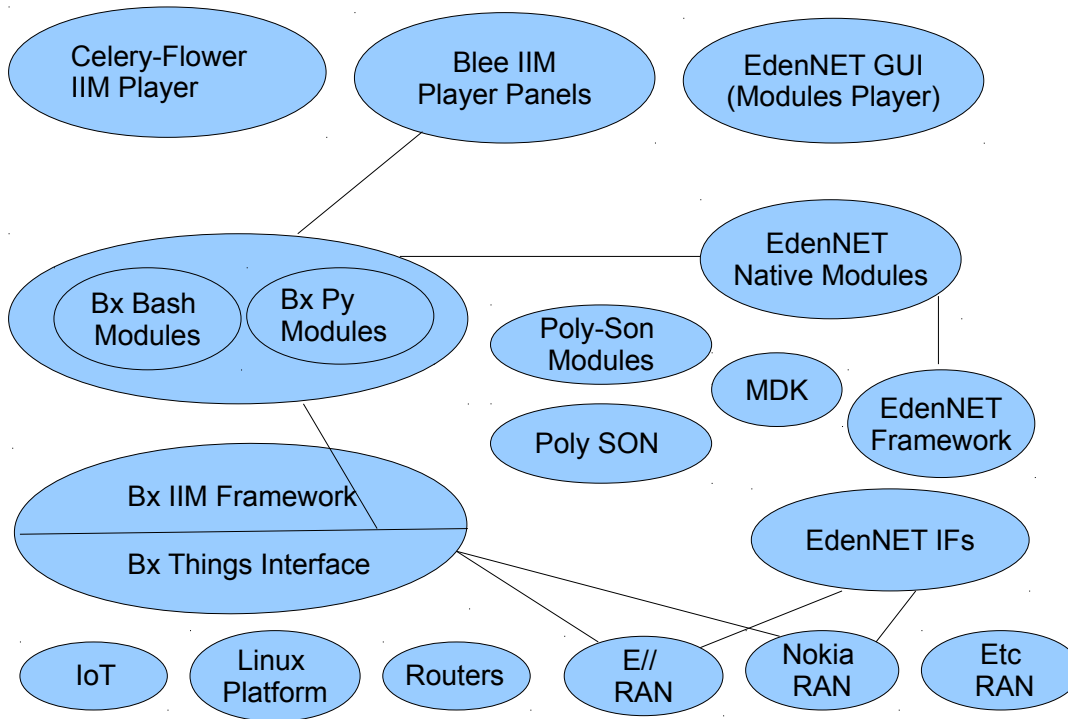 Celery-Flower
IIM Player
Blee IIM
Player Panels
EdenNET GUI
(Modules Player)
EdenNET
Native Modules
Bx Bash
Modules
Bx Py
Modules
Poly-Son
Modules
MDK
EdenNET
Framework
Poly SON
Bx IIM Framework
Bx Things Interface
EdenNET IFs
IoT
Linux
Platform
Routers
E//
RAN
Nokia
RAN
Etc
RAN